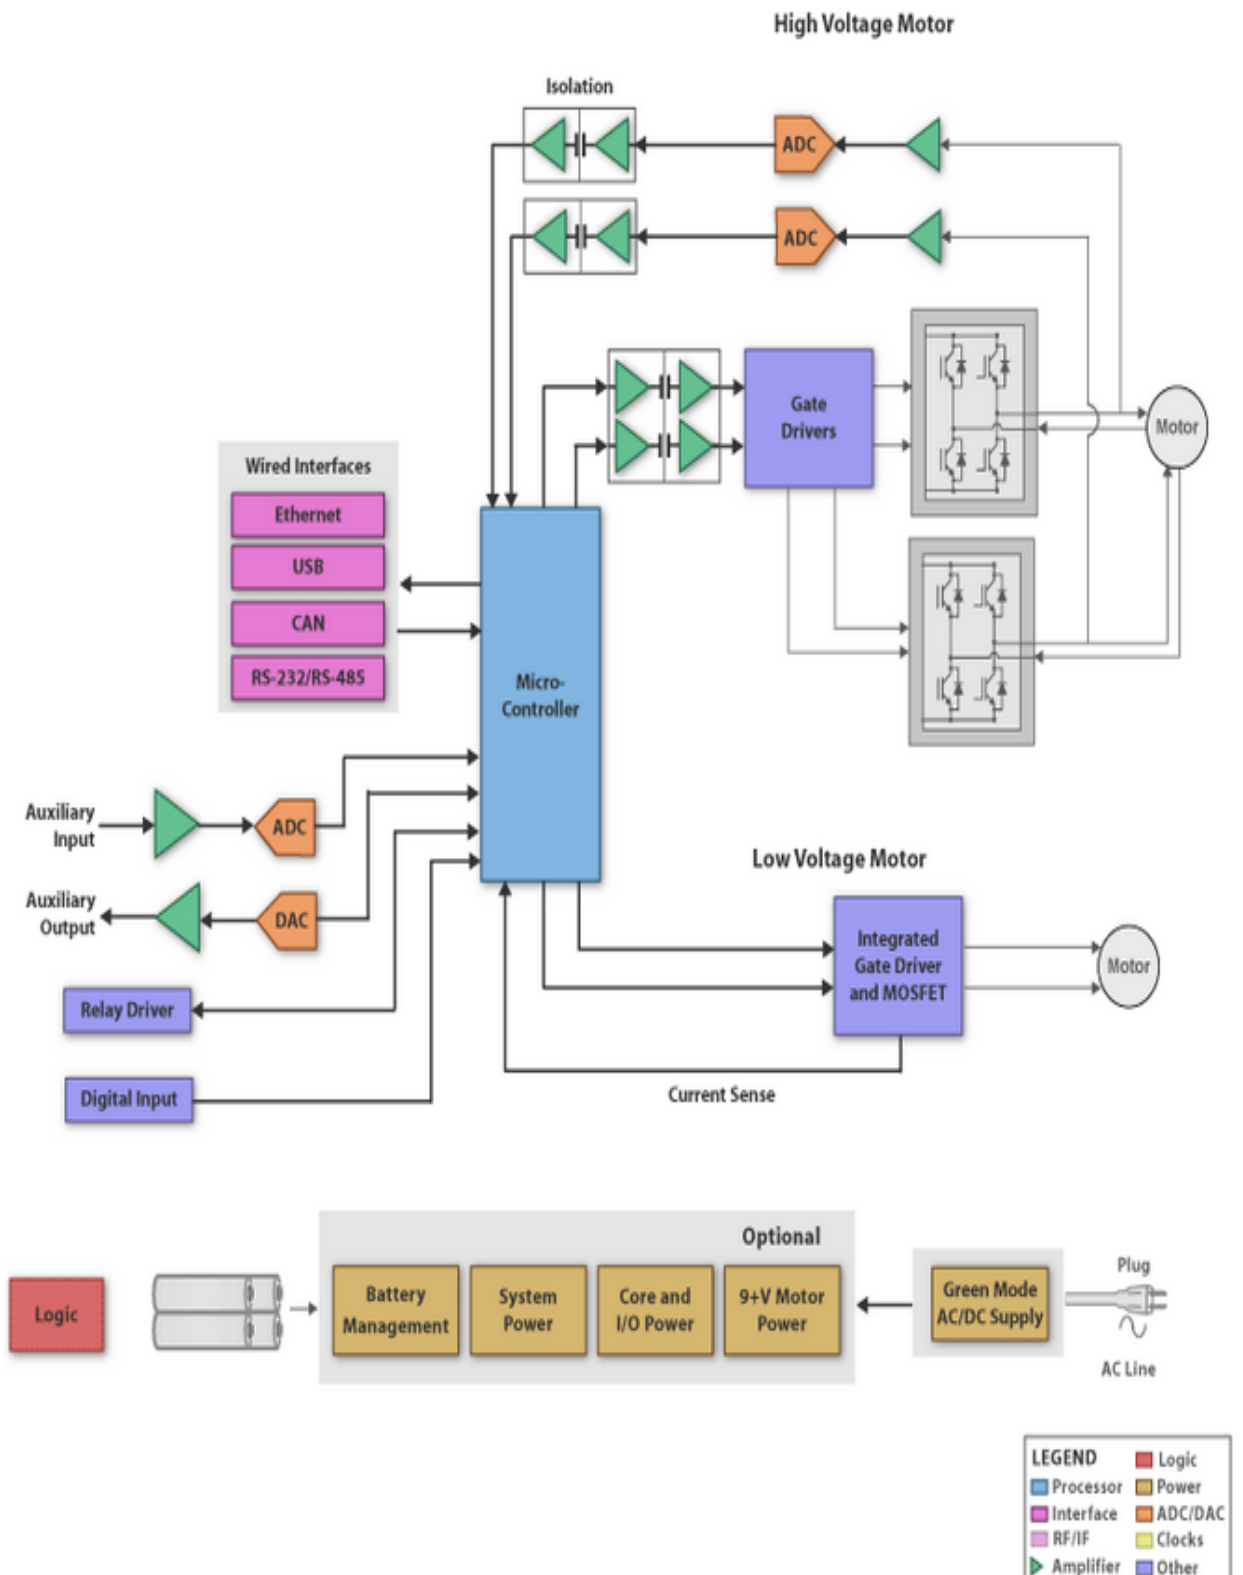 High Voltage Motor
Isolation
ADC
ADC
Gate
Drivers
Motor
Wired Interfaces
Ethernet
USB
CAN
RS-232/RS-485
Micro-
Controller
Auxiliary
Input
ADC
Auxiliary
Output
DAC
Relay Driver
Digital Input
Low Voltage Motor
Integrated
Gate Driver
and MOSFET
Motor
Current Sense
Optional
Logic
Battery
Management
System
Power
Core and
I/O Power
9+V Motor
Power
Green Mode
AC/DC Supply
Plug
AC Line
LEGEND
Logic
Processor
Power
Interface
ADC/DAC
RF/IF
Clocks
Amplifier
Other